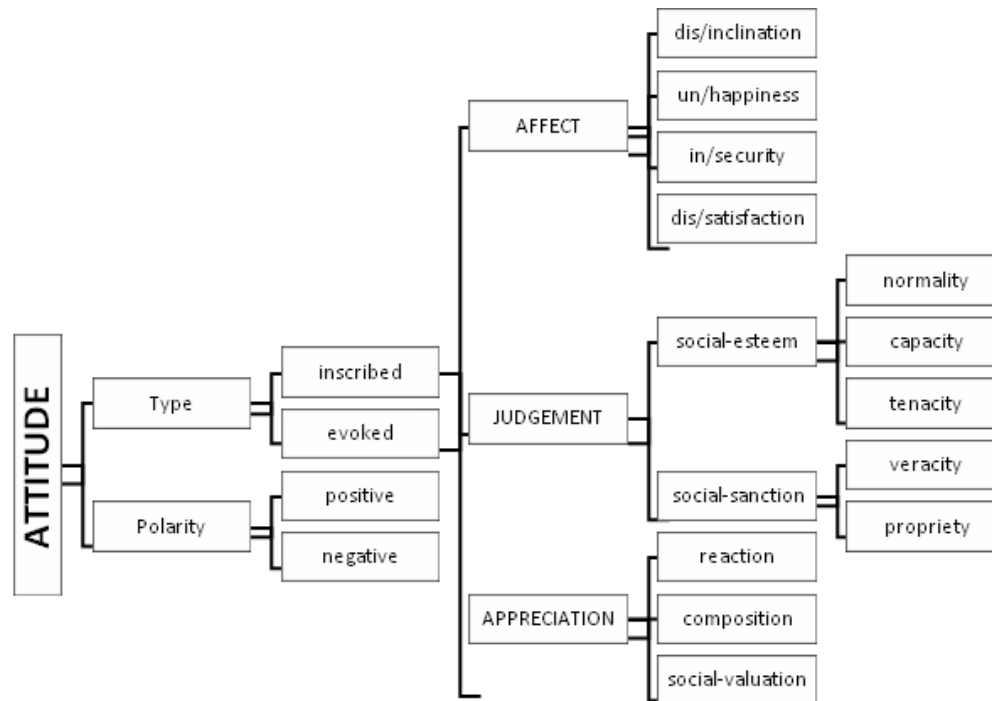 ATTITUDE
Type
Polarity
inscribed
evoked
positive
negative
AFFECT
JUDGEMENT
APPRECIATION
dis/inclination
un/happiness
in/security
dis/satisfaction
social-esteem
social-sanction
reaction
composition
social-valuation
normality
capacity
tenacity
veracity
propriety